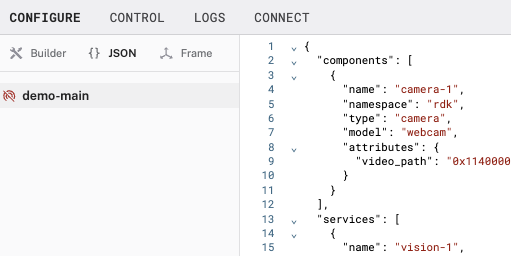 CONFIGURE CONTROL LOGS CONNECT
Builder {} JSON Frame
demo-main
1 {
2 "components": [
3 {
4 "name": "camera-1",
5 "namespace": "rdk",
6 "type": "camera",
7 "model": "webcam",
8 "attributes": {
9 "video_path": "0x1140000
10 }
11 }
12 ],
13 "services": [
14 {
15 "name": "vision-1",